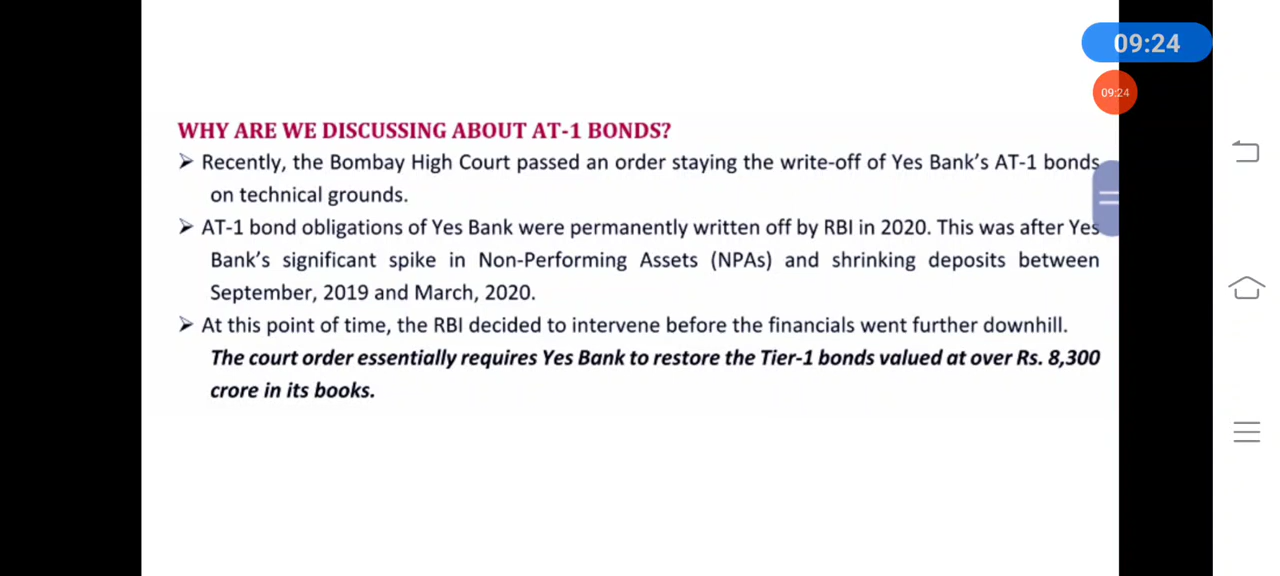 09:24
09:24
WHY ARE WE DISCUSSING ABOUT AT-1 BONDS?
➤ Recently, the Bombay High Court passed an order staying the write-off of Yes Bank's AT-1 bonds
on technical grounds.
➤ AT-1 bond obligations of Yes Bank were permanently written off by RBI in 2020. This was after Yes
Bank's significant spike in Non-Performing Assets (NPAs) and shrinking deposits between
September, 2019 and March, 2020.
➤ At this point of time, the RBI decided to intervene before the financials went further downhill.
The court order essentially requires Yes Bank to restore the Tier-1 bonds valued at over Rs. 8,300
crore in its books.